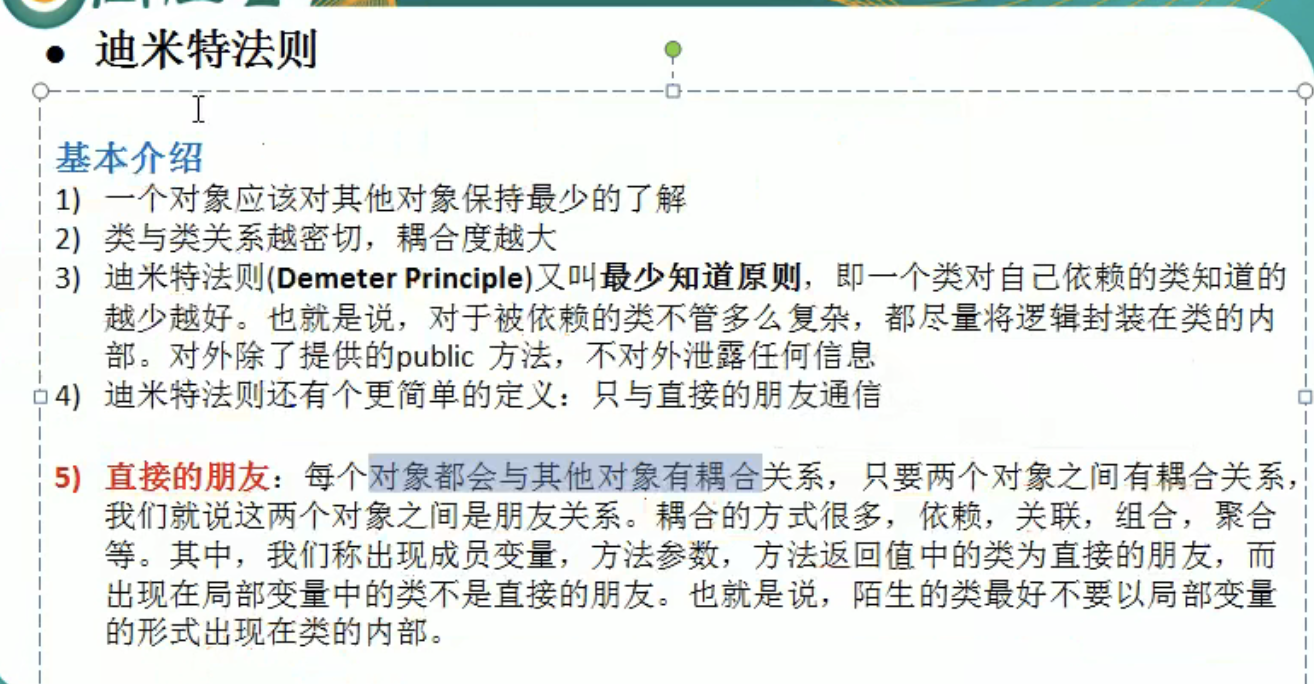 • 迪米特法则
基本介绍
1) 一个对象应该对其他对象保持最少的了解
2) 类与类关系越密切，耦合度越大
3) 迪米特法则(Demeter Principle)又叫最少知道原则，即一个类对自己依赖的类知道的
越少越好。也就是说，对于被依赖的类不管多么复杂，都尽量将逻辑封装在类的内
部。对外除了提供的public 方法，不对外泄露任何信息
4) 迪米特法则还有个更简单的定义：只与直接的朋友通信
5) 直接的朋友：每个对象都会与其他对象有耦合关系，只要两个对象之间有耦合关系，
我们就说这两个对象之间是朋友关系。耦合的方式很多，依赖，关联，组合，聚合
等。其中，我们称出现成员变量，方法参数，方法返回值中的类为直接的朋友，而
出现在局部变量中的类不是直接的朋友。也就是说，陌生的类最好不要以局部变量
的形式出现在类的内部。